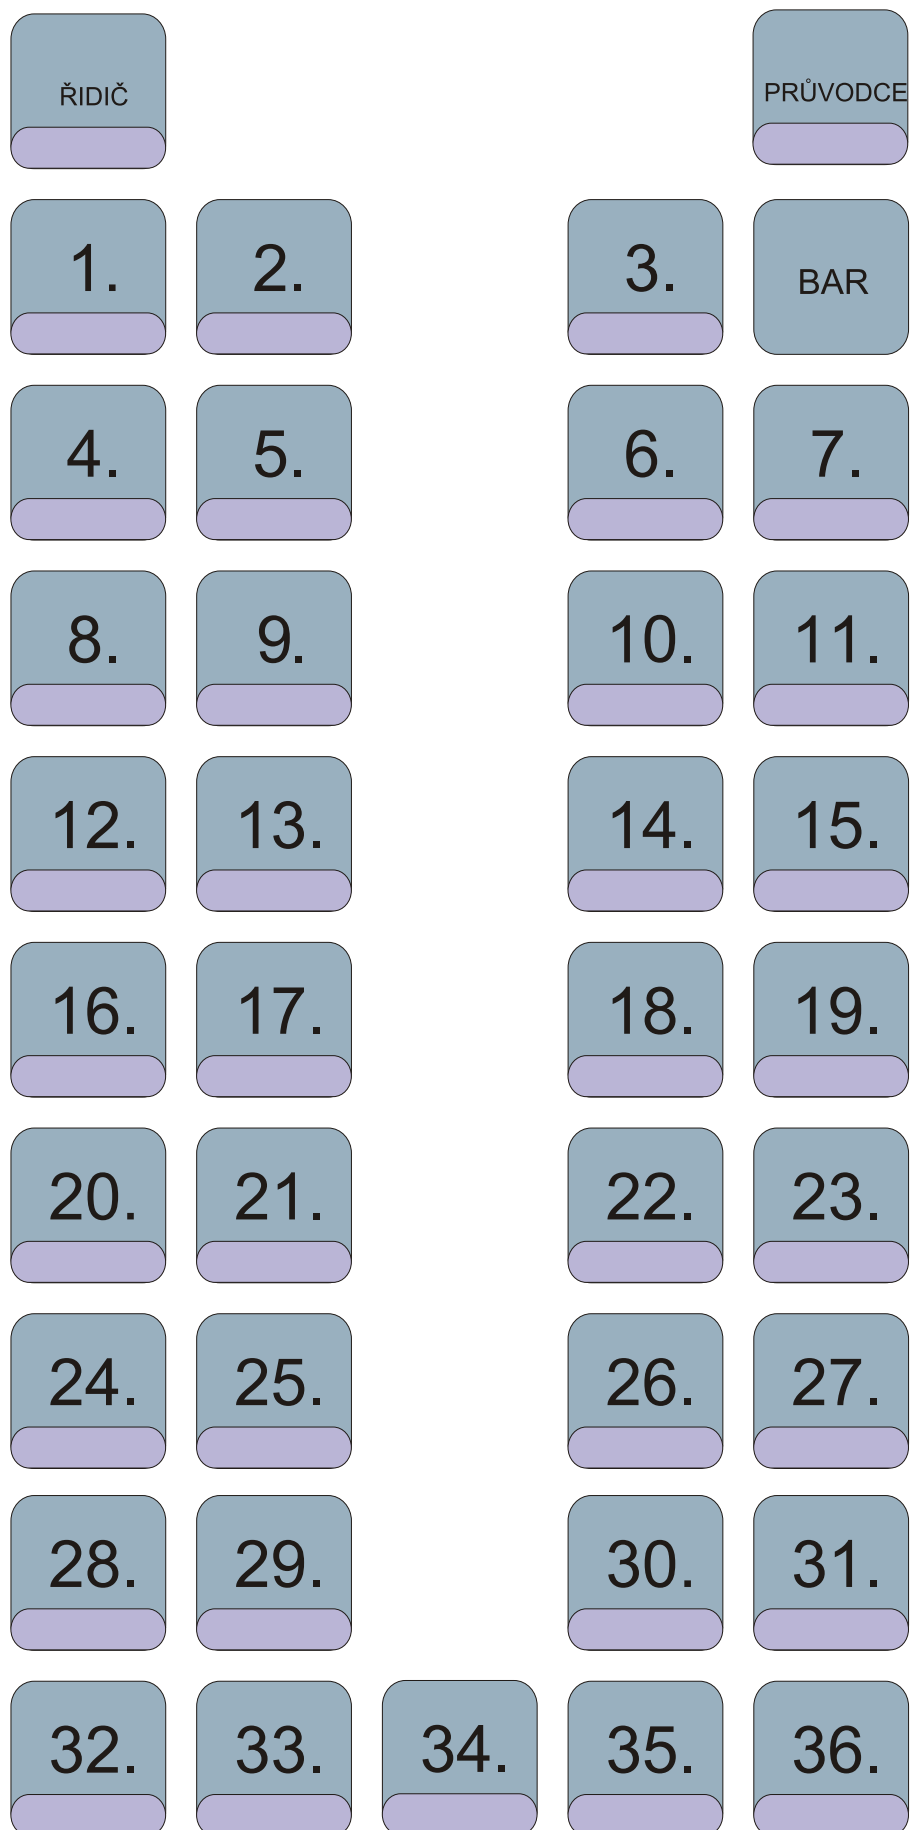 ŘIDIČ PRŮVODCE
1. 2. 3. BAR
4. 5. 6. 7.
8. 9. 10. 11.
12. 13. 14. 15.
16. 17. 18. 19.
20. 21. 22. 23.
24. 25. 26. 27.
28. 29. 30. 31.
32. 33. 34. 35. 36.